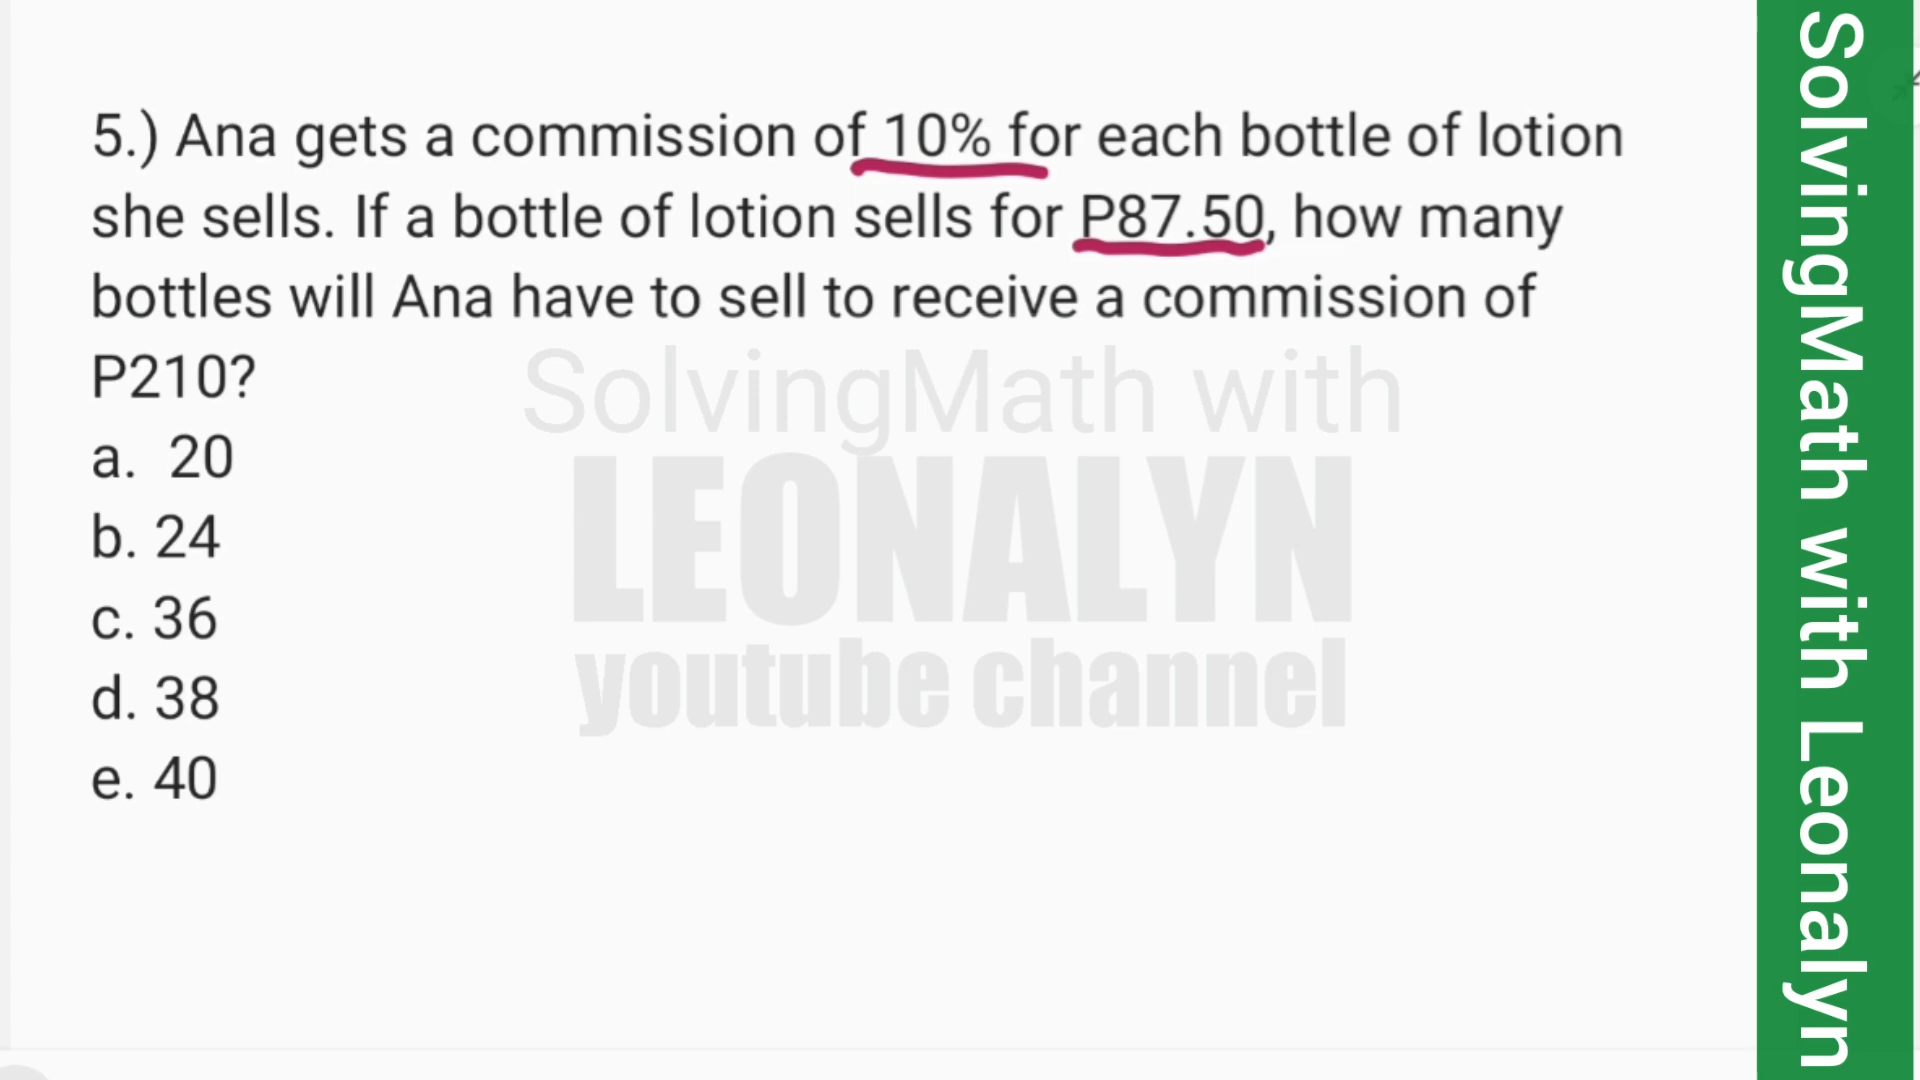 5.) Ana gets a commission of 10% for each bottle of lotion
she sells. If a bottle of lotion sells for P87.50, how many
bottles will Ana have to sell to receive a commission of
P210?
a. 20
b. 24
c. 36
d. 38
e. 40
SolvingMath with
LEONALYN
youtube channel
SolvingMath with Leonalyn